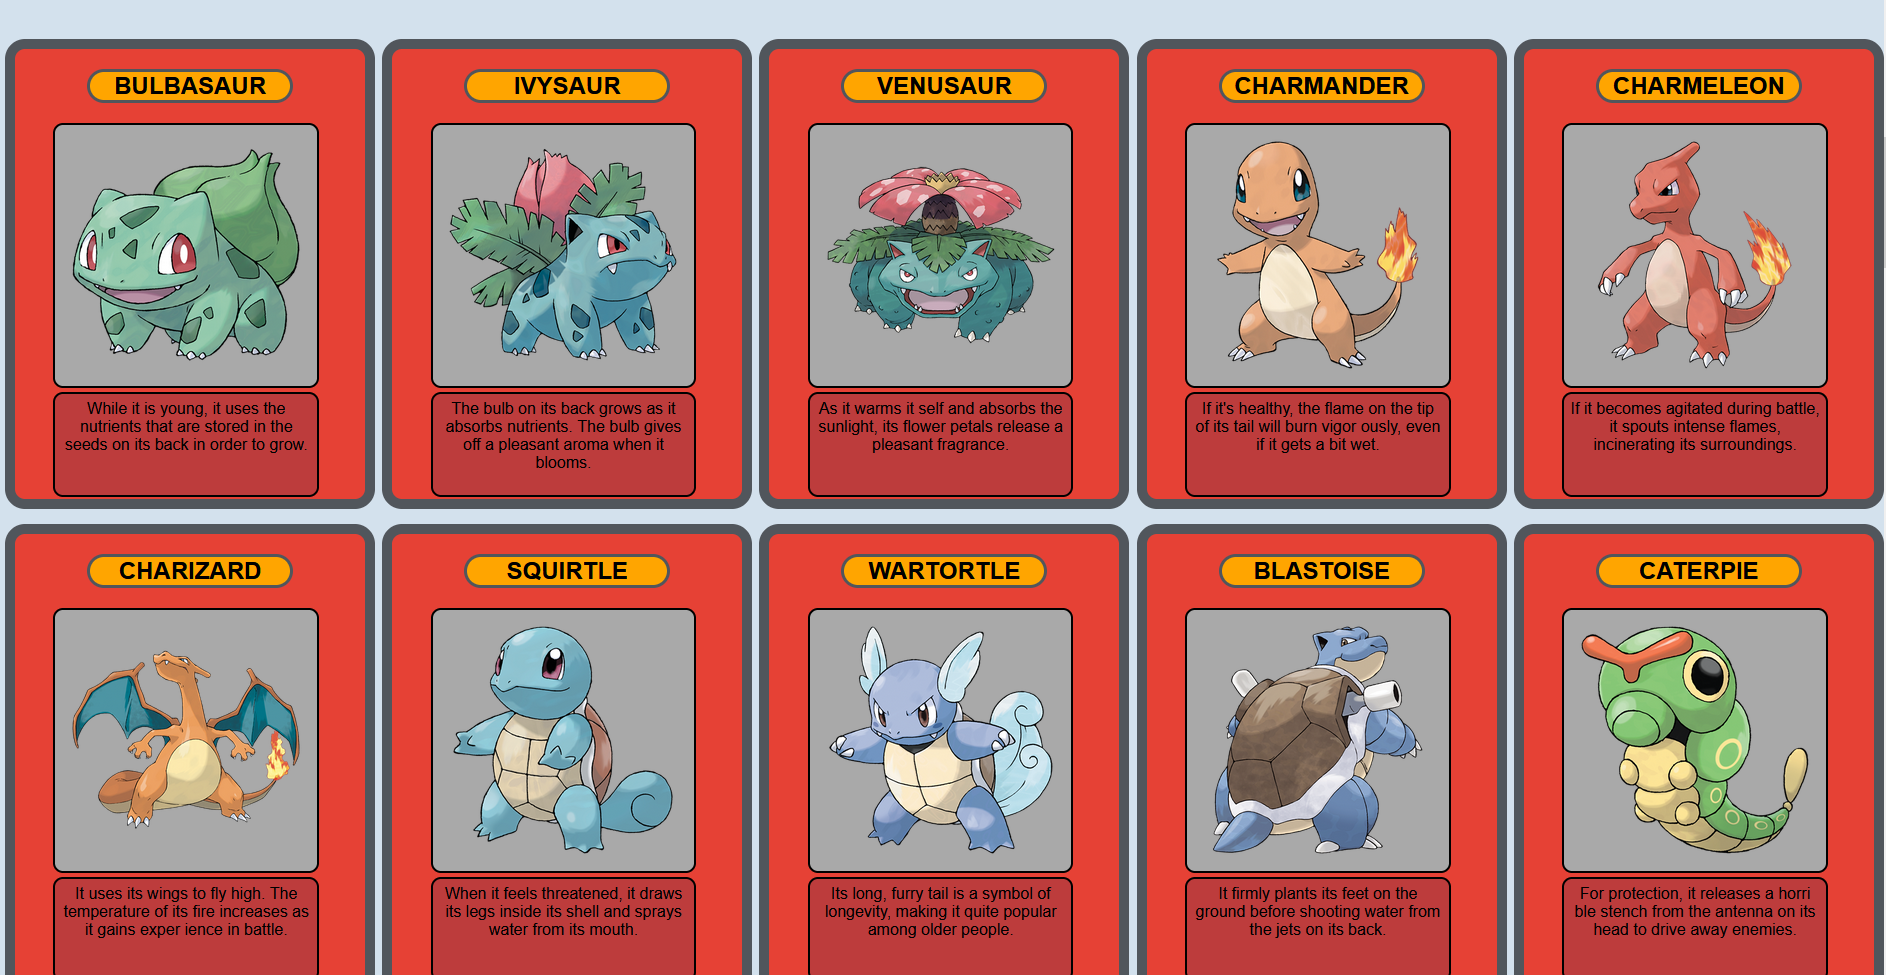 BULBASAUR
While it is young, it uses the
nutrients that are stored in the
seeds on its back in order to grow.
IVYSAUR
The bulb on its back grows as it
absorbs nutrients. The bulb gives
off a pleasant aroma when it
blooms.
VENUSAUR
As it warms it self and absorbs the
sunlight, its flower petals release a
pleasant fragrance.
CHARMANDER
If it's healthy, the flame on the tip
of its tail will burn vigor ously, even
if it gets a bit wet.
CHARMELEON
If it becomes agitated during battle,
it spouts intense flames,
incinerating its surroundings.
CHARIZARD
It uses its wings to fly high. The
temperature of its fire increases as
it gains exper ience in battle.
SQUIRTLE
When it feels threatened, it draws
its legs inside its shell and sprays
water from its mouth.
WARTORTLE
Its long, furry tail is a symbol of
longevity, making it quite popular
among older people.
BLASTOISE
It firmly plants its feet on the
ground before shooting water from
the jets on its back.
CATERPIE
For protection, it releases a horri
ble stench from the antenna on its
head to drive away enemies.